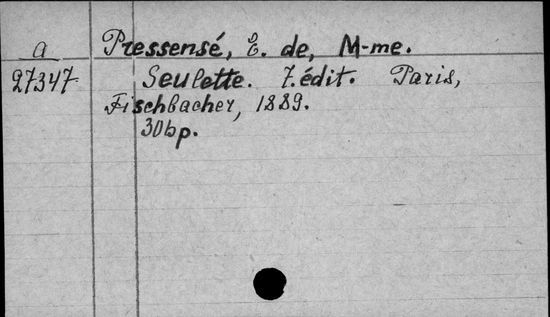 a Pressensé, E. de, M-me.
27347 Seulette. 7.édit. Paris,
Fischbacher, 1889.
306p.